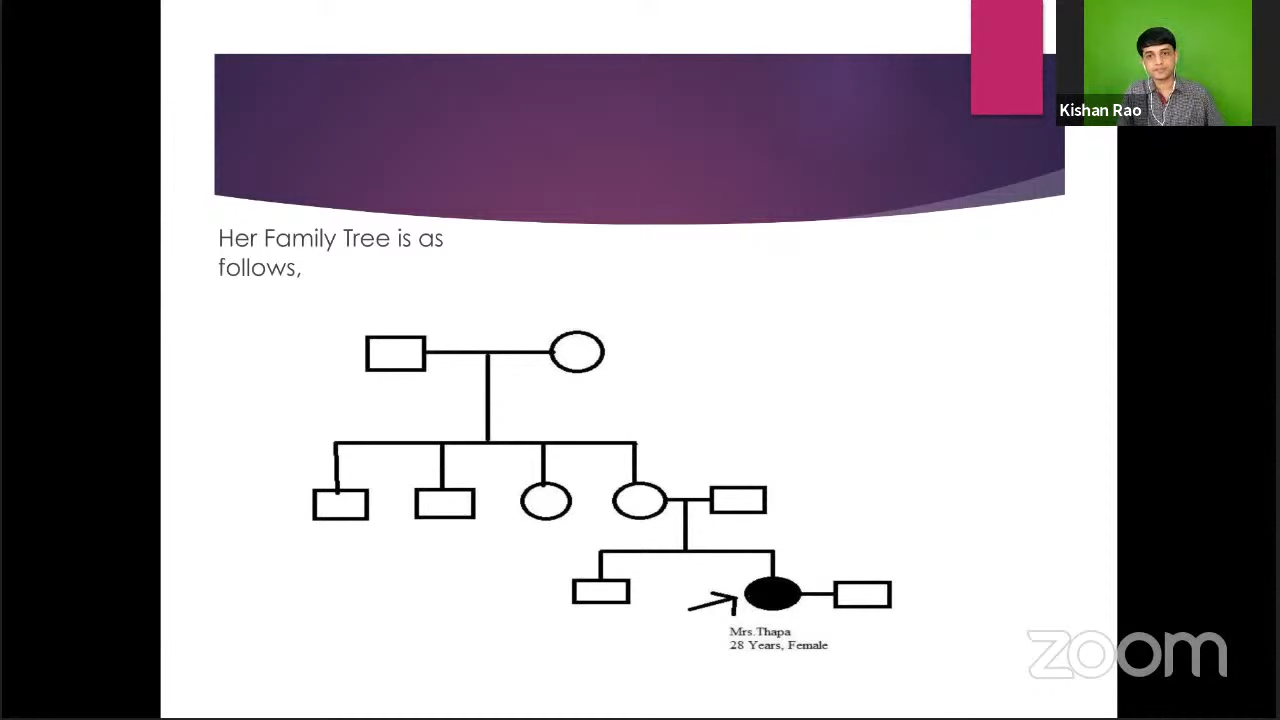 Kishan Rao
Her Family Tree is as
follows,
Mrs.Thapa
28 Years, Female
zoom